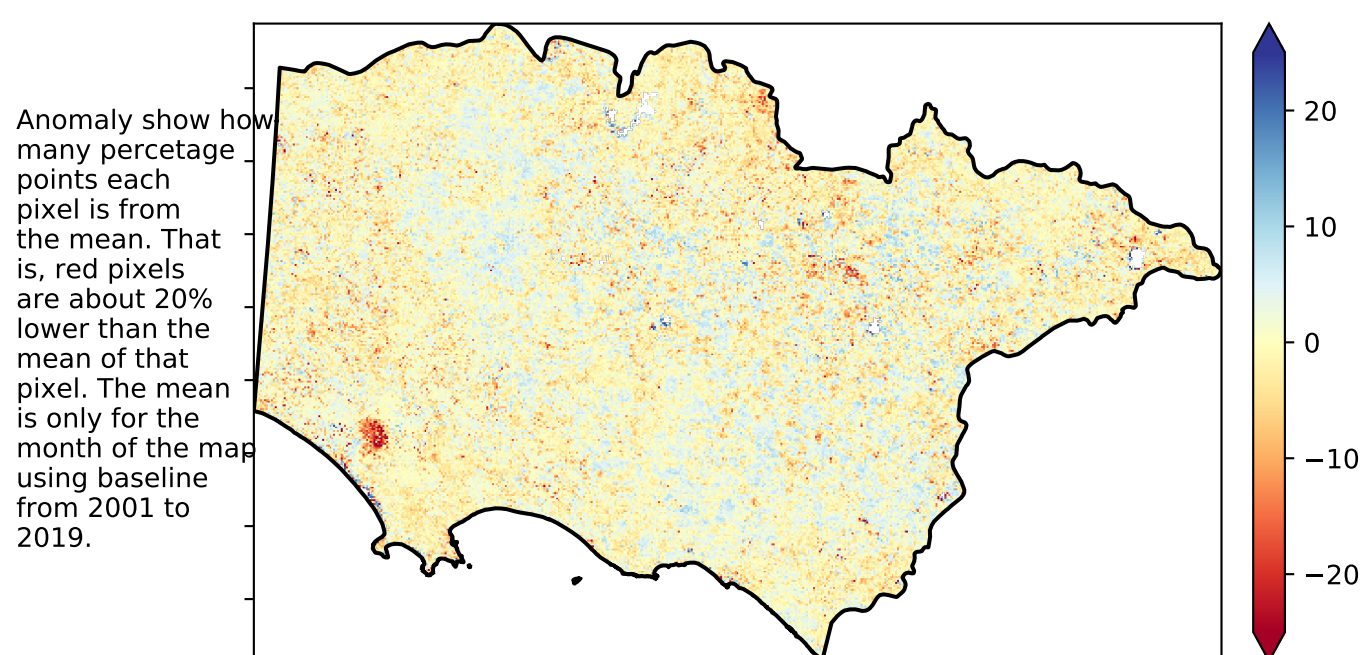 Anomaly show how
many percetage
points each
pixel is from
the mean. That
is, red pixels
are about 20%
lower than the
mean of that
pixel. The mean
is only for the
month of the map
using baseline
from 2001 to
2019.
20
10
0
−10
−20